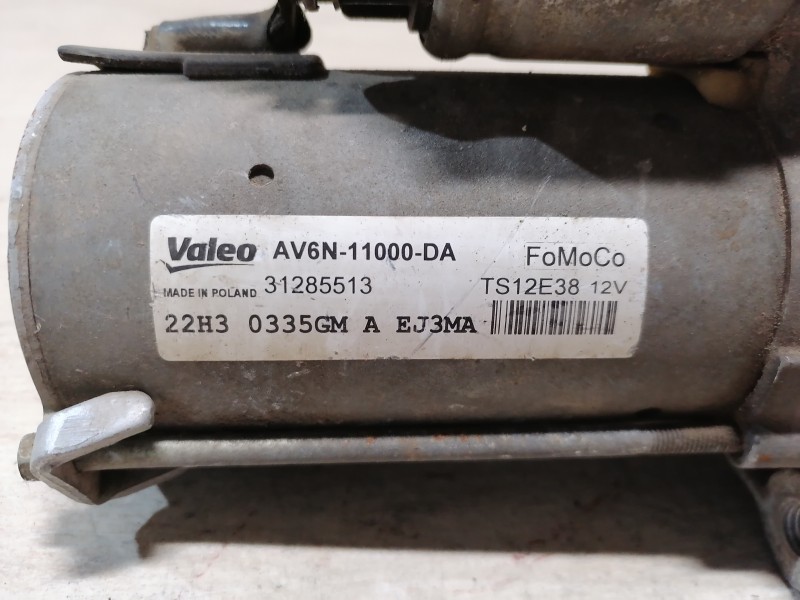 Valeo AV6N-11000-DA FoMoCo
MADE IN POLAND 31285513 TS12E38 12V
22H3 0335GM A EJ3MA